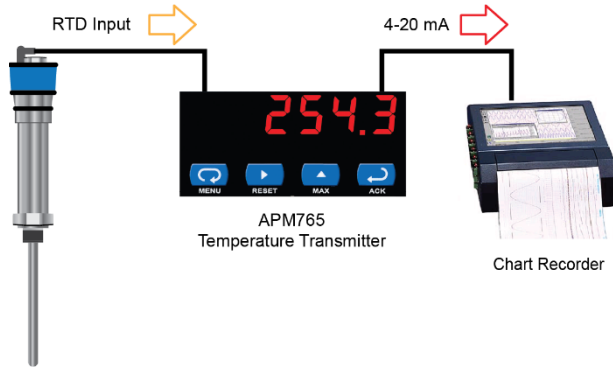 RTD Input
4-20 mA
254.3
MENU RESET MAX ACK
APM765
Temperature Transmitter
Chart Recorder